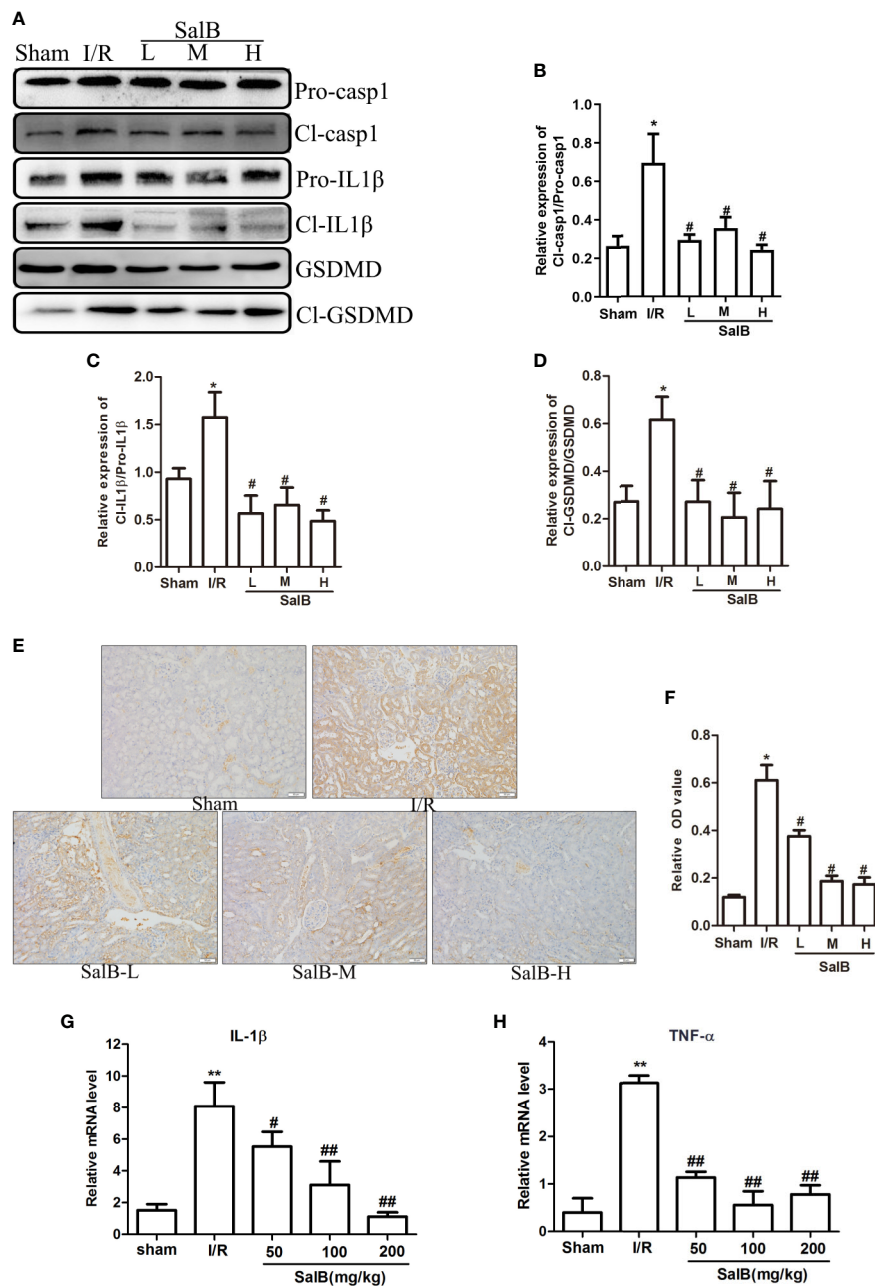 A
SalB
Sham I/R L M H
Pro-casp1
Cl-casp1
Pro-IL1β
Cl-IL1β
GSDMD
Cl-GSDMD
B
Relative expression of
Cl-casp1/Pro-casp1
1.0
0.8
0.6
0.4
0.2
0.0
*
#
#
#
Sham I/R L M H
SalB
C
Relative expression of
Cl-IL1β/Pro-IL1β
2.0
1.5
1.0
0.5
0.0
*
#
#
#
Sham I/R L M H
SalB
D
Relative expression of
Cl-GSDMD/GSDMD
0.8
0.6
0.4
0.2
0.0
*
#
#
#
Sham I/R L M H
SalB
E
Sham
I/R
SalB-L
SalB-M
SalB-H
F
Relative OD value
0.8
0.6
0.4
0.2
0.0
*
#
#
#
Sham I/R L M H
SalB
G
IL-1β
Relative mRNA level
12
10
8
6
4
2
0
**
#
##
##
sham I/R 50 100 200
SalB(mg/kg)
H
TNF-α
Relative mRNA level
4
3
2
1
0
**
##
##
##
Sham I/R 50 100 200
SalB(mg/kg)